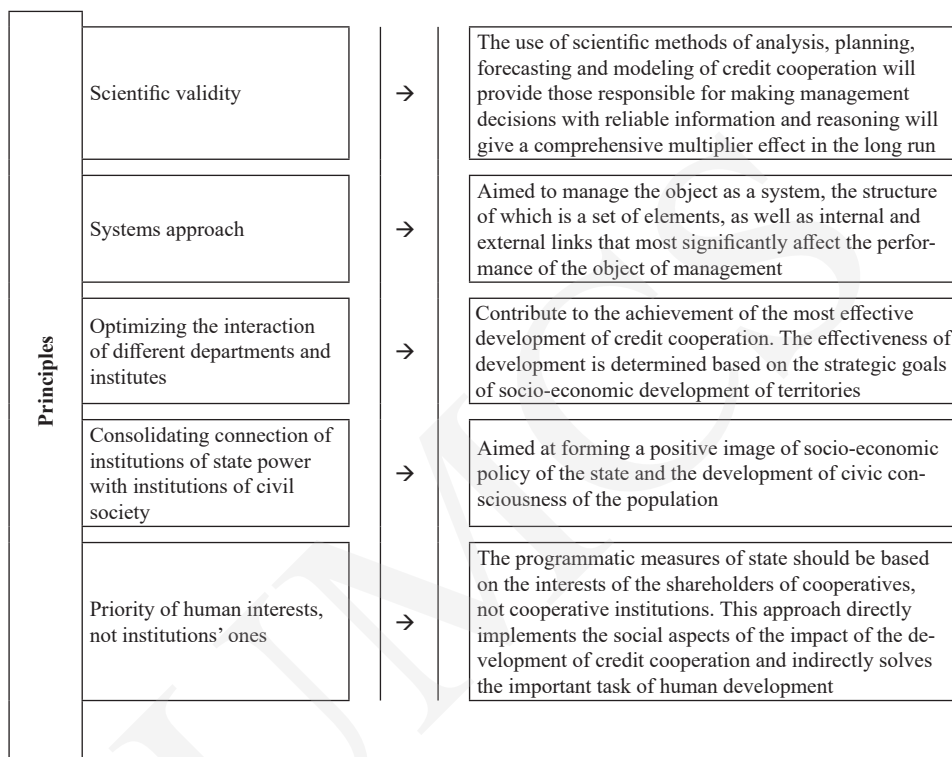 Principles
Scientific validity
→
The use of scientific methods of analysis, planning,
forecasting and modeling of credit cooperation will
provide those responsible for making management
decisions with reliable information and reasoning will
give a comprehensive multiplier effect in the long run
Systems approach
→
Aimed to manage the object as a system, the structure
of which is a set of elements, as well as internal and
external links that most significantly affect the perfor-
mance of the object of management
Optimizing the interaction
of different departments and
institutes
→
Contribute to the achievement of the most effective
development of credit cooperation. The effectiveness of
development is determined based on the strategic goals
of socio-economic development of territories
Consolidating connection of
institutions of state power
with institutions of civil
society
→
Aimed at forming a positive image of socio-economic
policy of the state and the development of civic con-
sciousness of the population
Priority of human interests,
not institutions’ ones
→
The programmatic measures of state should be based
on the interests of the shareholders of cooperatives,
not cooperative institutions. This approach directly
implements the social aspects of the impact of the de-
velopment of credit cooperation and indirectly solves
the important task of human development
UMCS